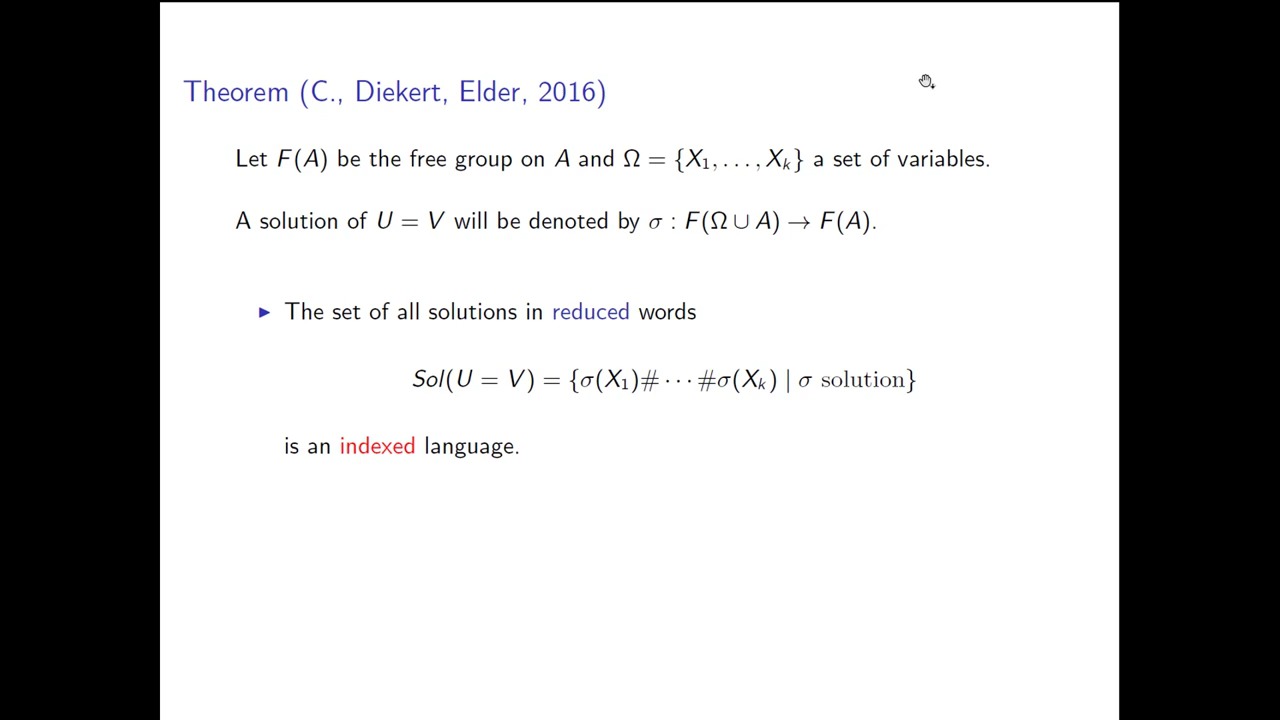 Theorem (C., Diekert, Elder, 2016)
Let F(A) be the free group on A and Ω = {X₁, . . . , Xₖ} a set of variables.
A solution of U = V will be denoted by σ : F(Ω ∪ A) → F(A).
▶ The set of all solutions in reduced words
Sol(U = V) = {σ(X₁)# · · · #σ(Xₖ) | σ solution}
is an indexed language.